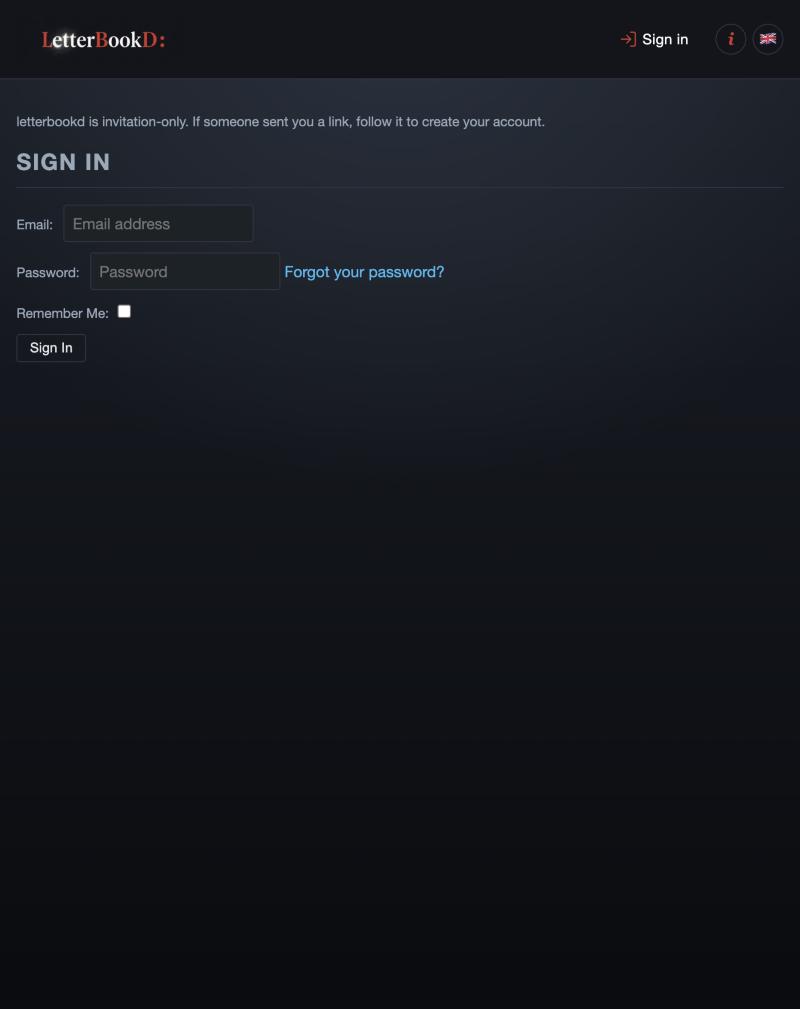 LetterBookD:
Sign in
i
letterbookd is invitation-only. If someone sent you a link, follow it to create your account.
SIGN IN
Email: Email address
Password: Password Forgot your password?
Remember Me:
Sign In